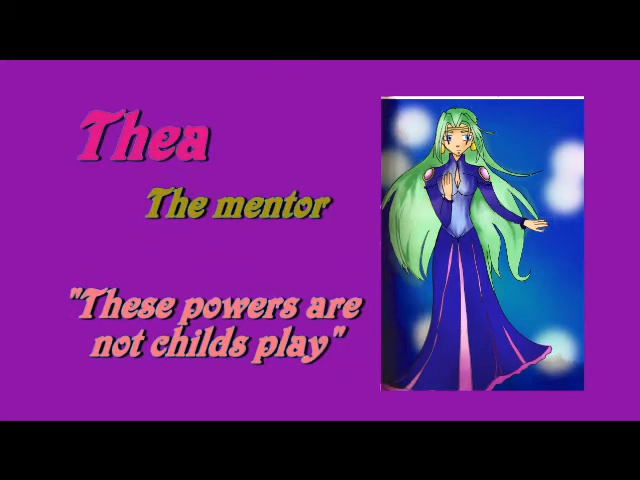 Thea
The mentor
"These powers are
not childs play"